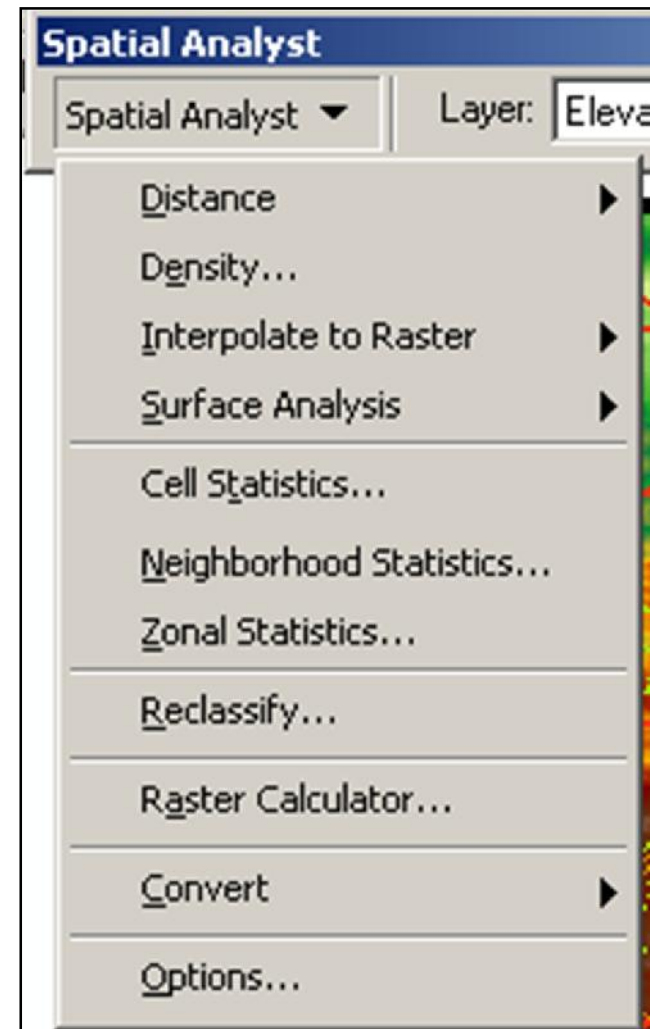 Spatial Analyst
Spatial Analyst Layer: Eleva
Distance
Density...
Interpolate to Raster
Surface Analysis
Cell Statistics...
Neighborhood Statistics...
Zonal Statistics...
Reclassify...
Raster Calculator...
Convert
Options...